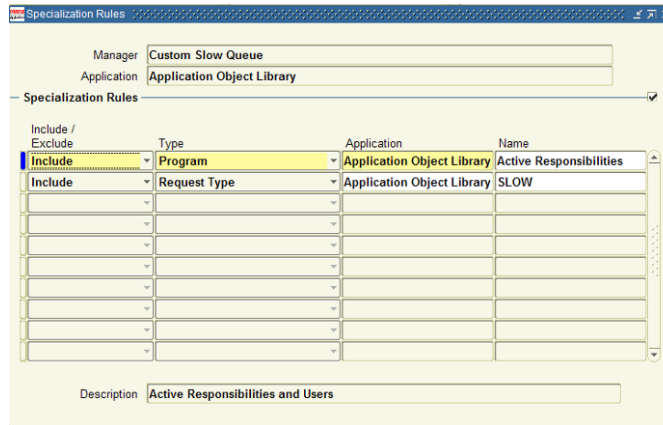 Specialization Rules
Manager Custom Slow Queue
Application Application Object Library
Specialization Rules
Include /
Exclude Type Application Name
Include Program Application Object Library Active Responsibilities
Include Request Type Application Object Library SLOW
Description Active Responsibilities and Users